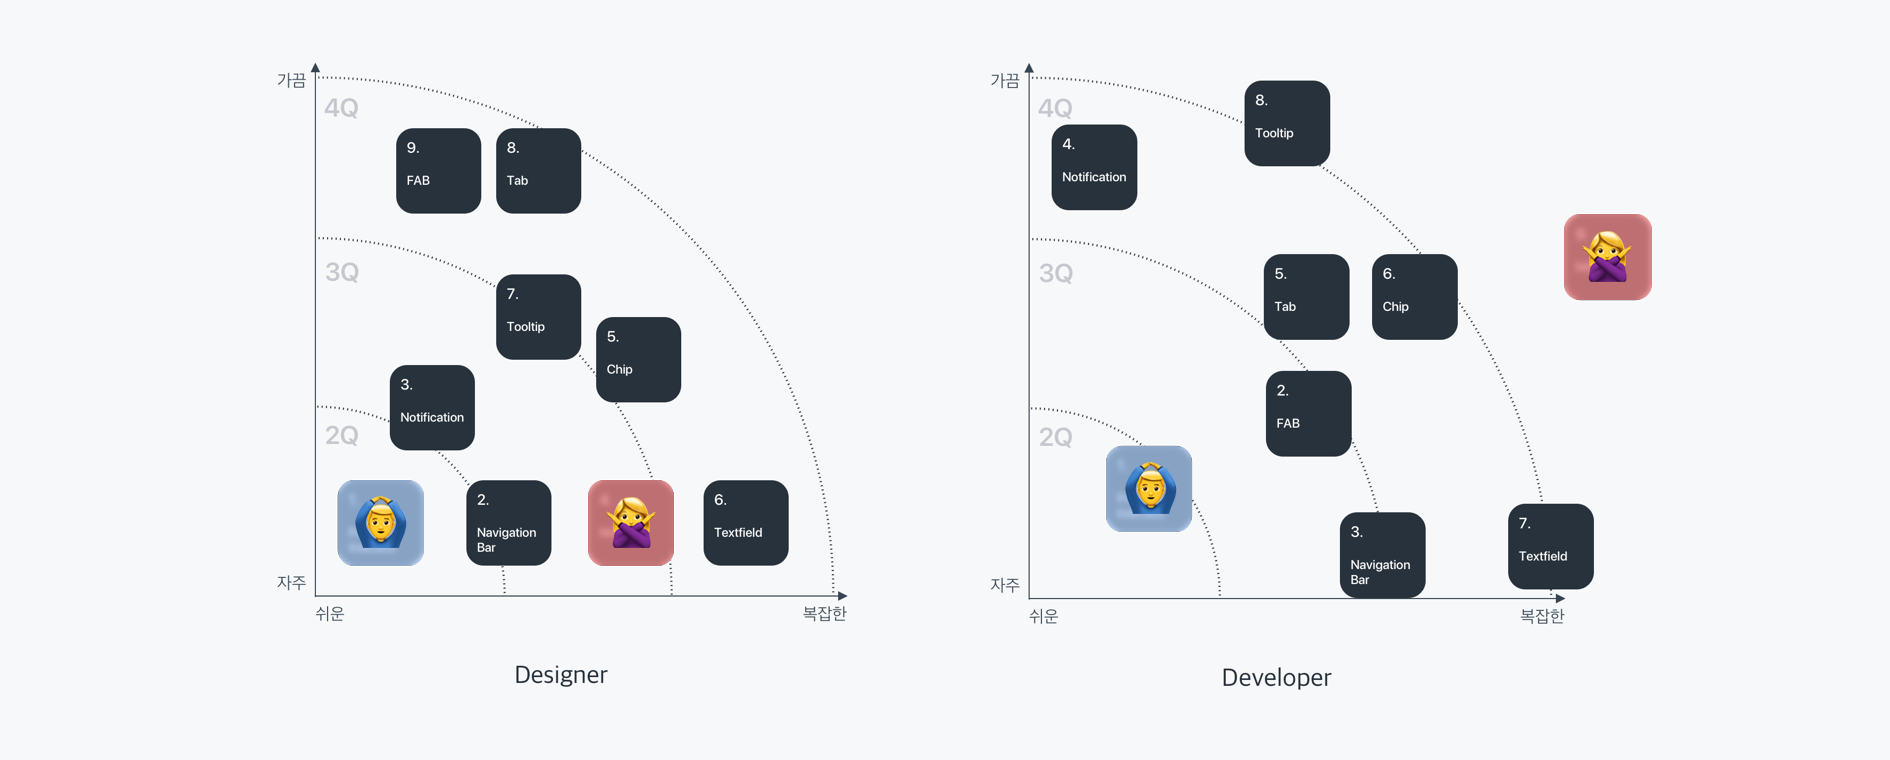 가끔
4Q
9.
FAB
8.
Tab
3Q
7.
Tooltip
5.
Chip
3.
Notification
2Q
2.
Navigation
Bar
6.
Textfield
자주
쉬운
복잡한
Designer
가끔
4Q
8.
Tooltip
4.
Notification
3Q
5.
Tab
6.
Chip
2.
FAB
2Q
3.
Navigation
Bar
7.
Textfield
자주
쉬운
복잡한
Developer